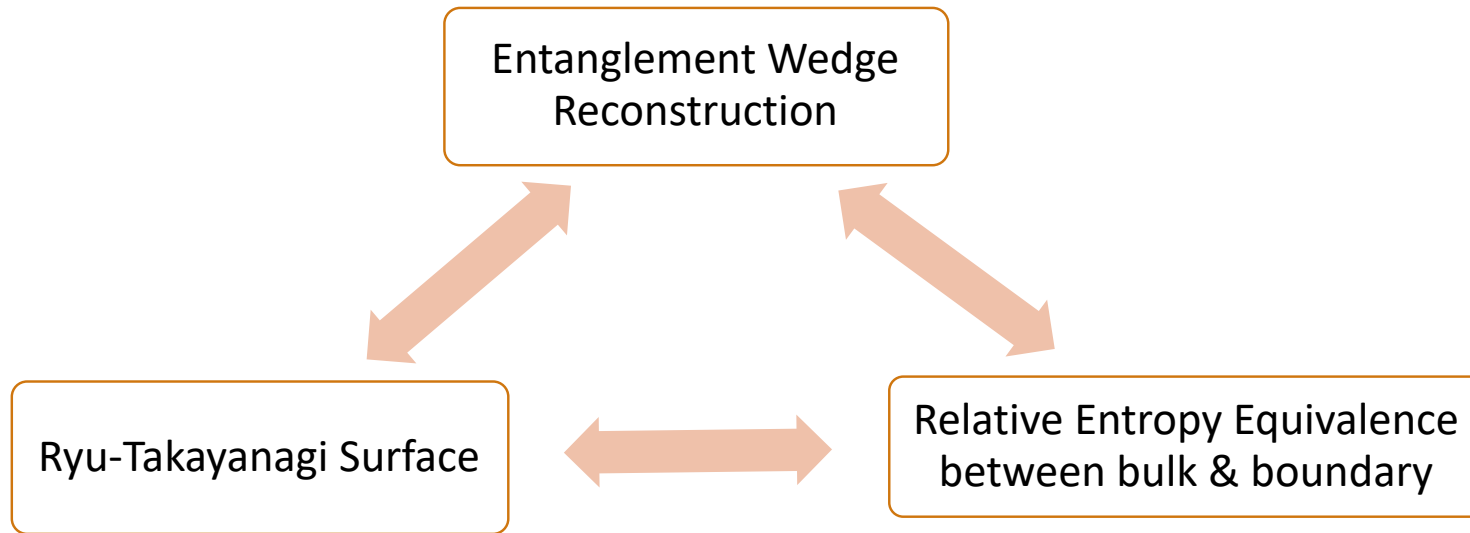 Entanglement Wedge
Reconstruction
Ryu-Takayanagi Surface
Relative Entropy Equivalence
between bulk & boundary